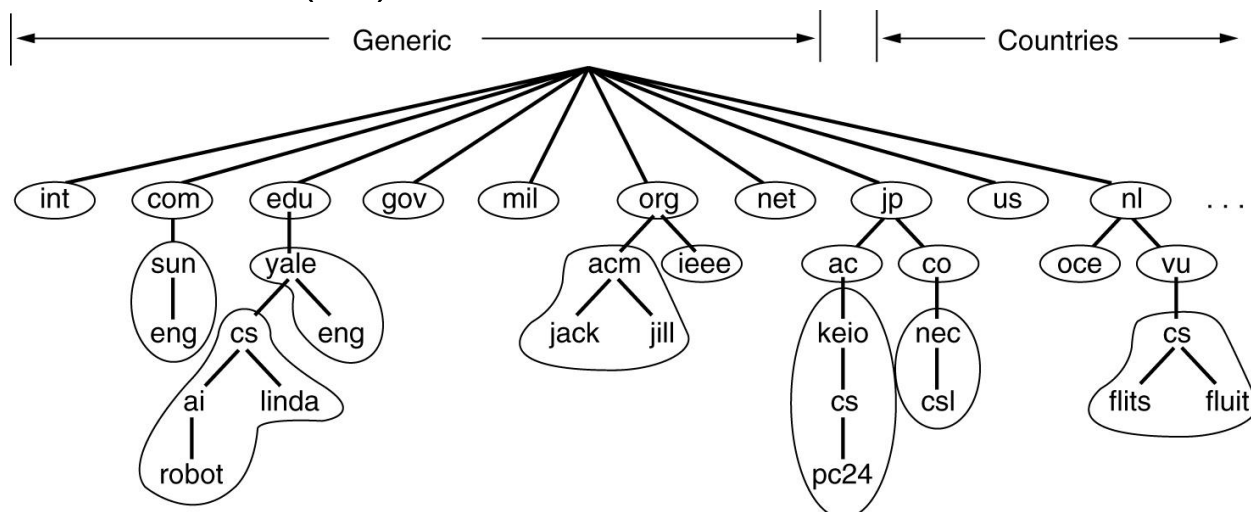 Generic Countries
int com edu gov mil org net jp us nl . . .
sun yale acm ieee ac co oce vu
eng cs eng jack jill keio nec cs
ai linda cs csl flits fluit
robot pc24